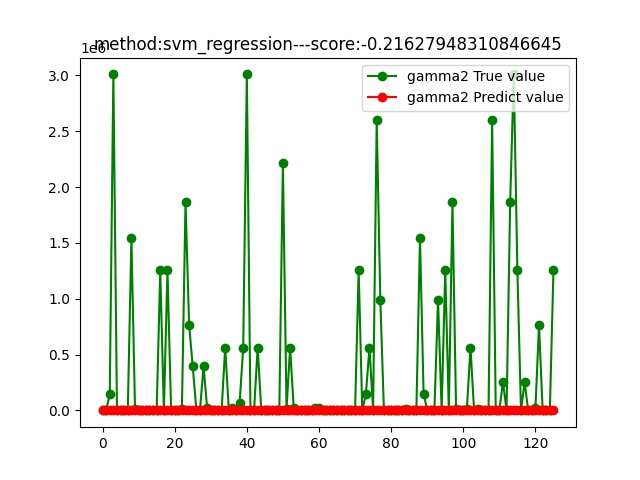 method:svm_regression---score:-0.21627948310846645
1e6
gamma2 True value
gamma2 Predict value
3.0
2.5
2.0
1.5
1.0
0.5
0.0
0 20 40 60 80 100 120